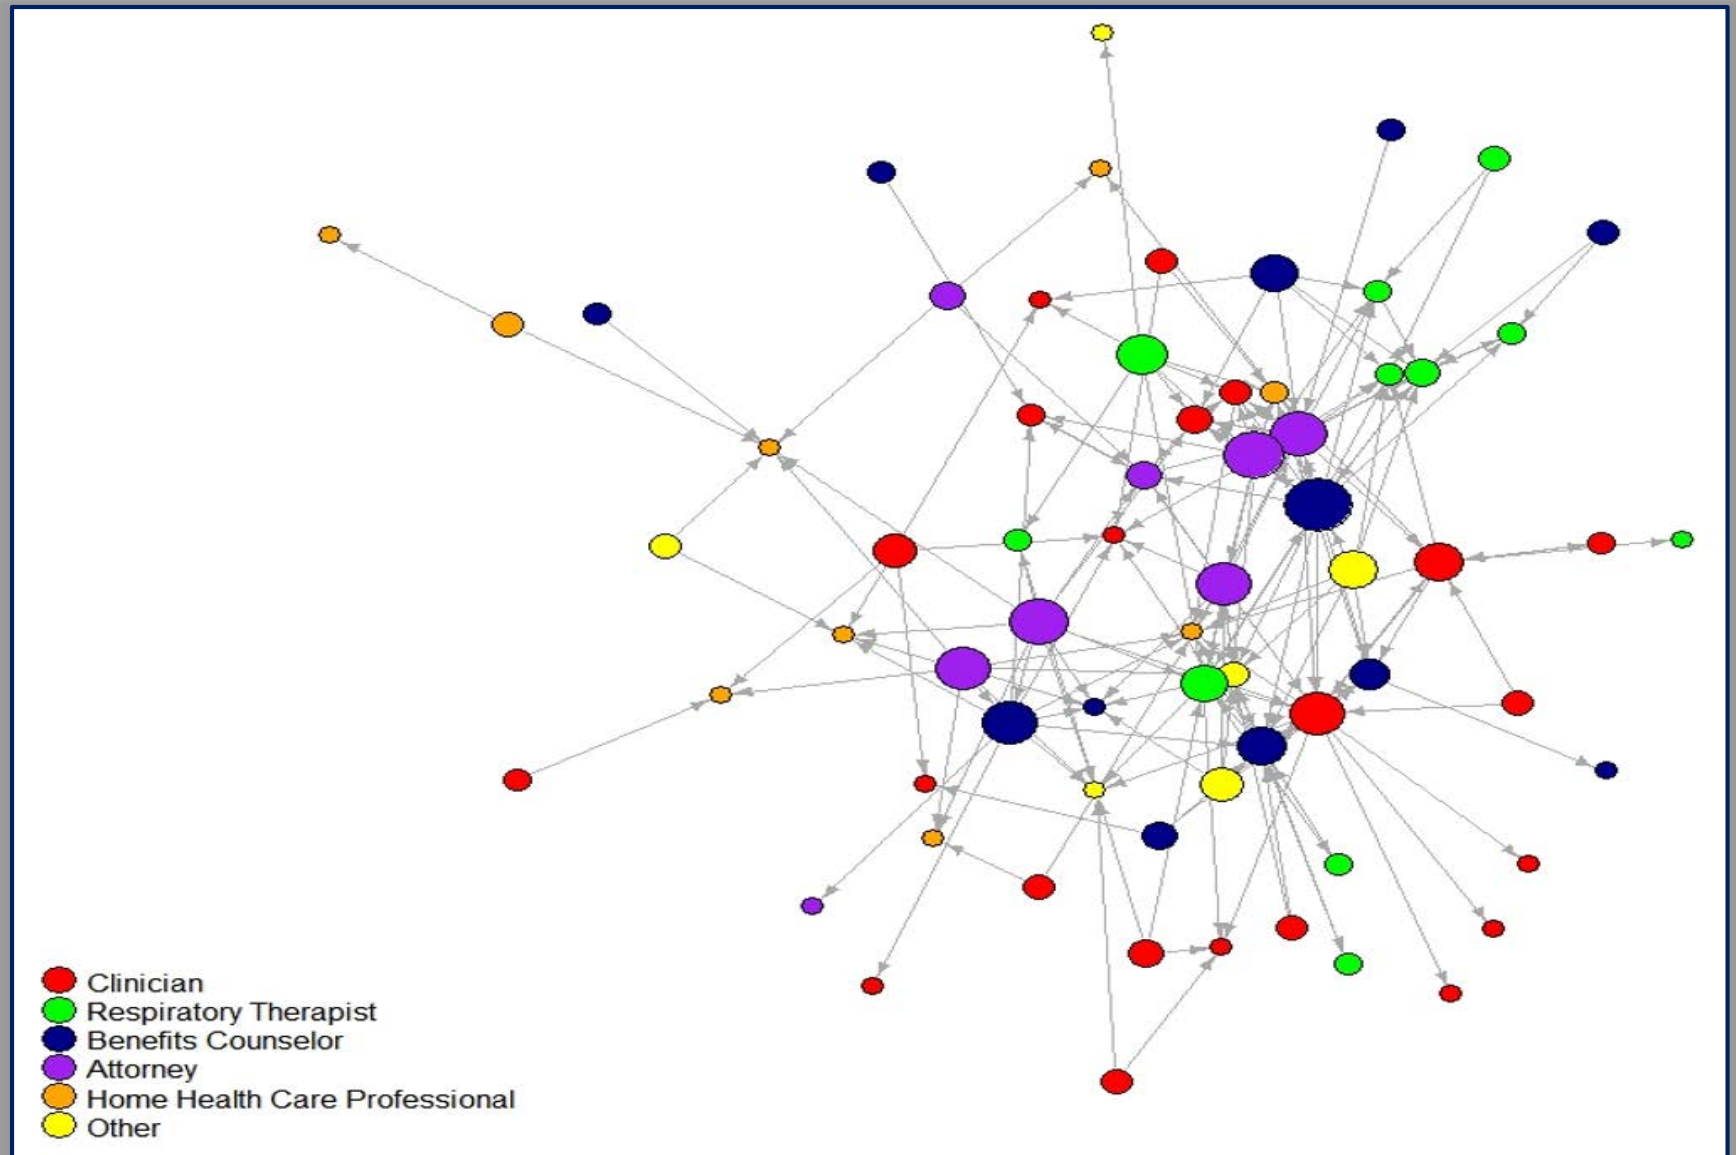 Clinician
Respiratory Therapist
Benefits Counselor
Attorney
Home Health Care Professional
Other